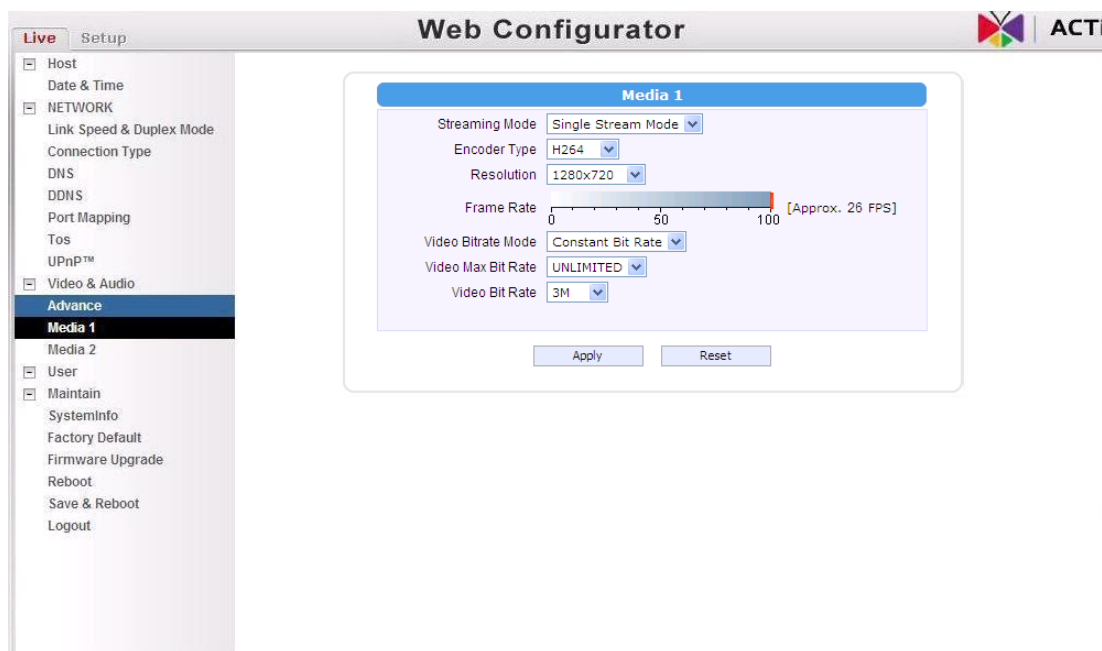 Web Configurator
ACTi
Live Setup
Host
Date & Time
NETWORK
Link Speed & Duplex Mode
Connection Type
DNS
DDNS
Port Mapping
Tos
UPnP™
Video & Audio
Advance
Media 1
Media 2
User
Maintain
SystemInfo
Factory Default
Firmware Upgrade
Reboot
Save & Reboot
Logout
Media 1
Streaming Mode Single Stream Mode
Encoder Type H264
Resolution 1280x720
Frame Rate [Approx. 26 FPS]
0 50 100
Video Bitrate Mode Constant Bit Rate
Video Max Bit Rate UNLIMITED
Video Bit Rate 3M
Apply Reset